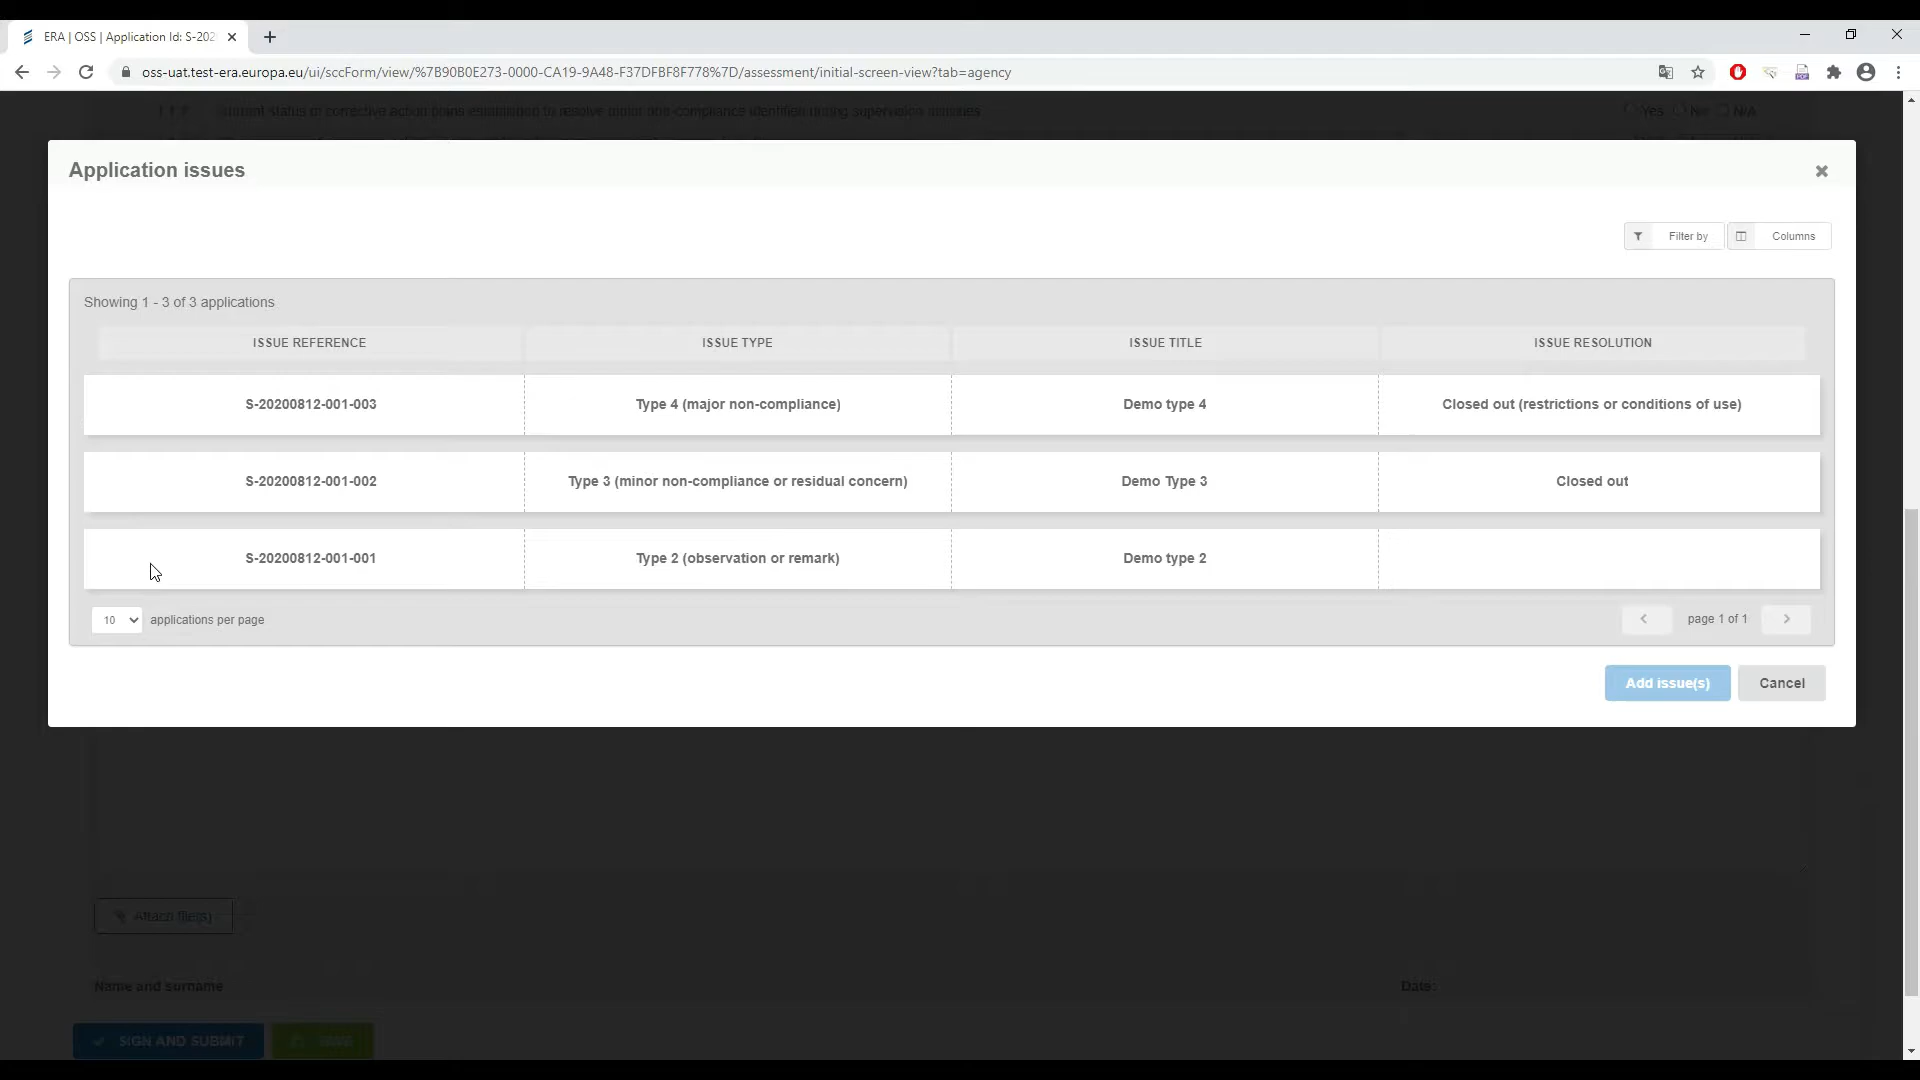 ERA | OSS | Application Id: S-202
oss-uat.test-era.europa.eu/ui/sccForm/view/%7B90B0E273-0000-CA19-9A48-F37DFBF8F778%7D/assessment/initial-screen-view?tab=agency
Current status of corrective action plans established to resolve major non-compliance identified during supervision activities Yes No N/A
Application issues
Filter by Columns
Showing 1 - 3 of 3 applications
ISSUE REFERENCE ISSUE TYPE ISSUE TITLE ISSUE RESOLUTION
S-20200812-001-003 Type 4 (major non-compliance) Demo type 4 Closed out (restrictions or conditions of use)
S-20200812-001-002 Type 3 (minor non-compliance or residual concern) Demo Type 3 Closed out
S-20200812-001-001 Type 2 (observation or remark) Demo type 2
10 applications per page page 1 of 1
Add issue(s) Cancel
Attach file(s)
Name and surname Date:
SIGN AND SUBMIT SAVE